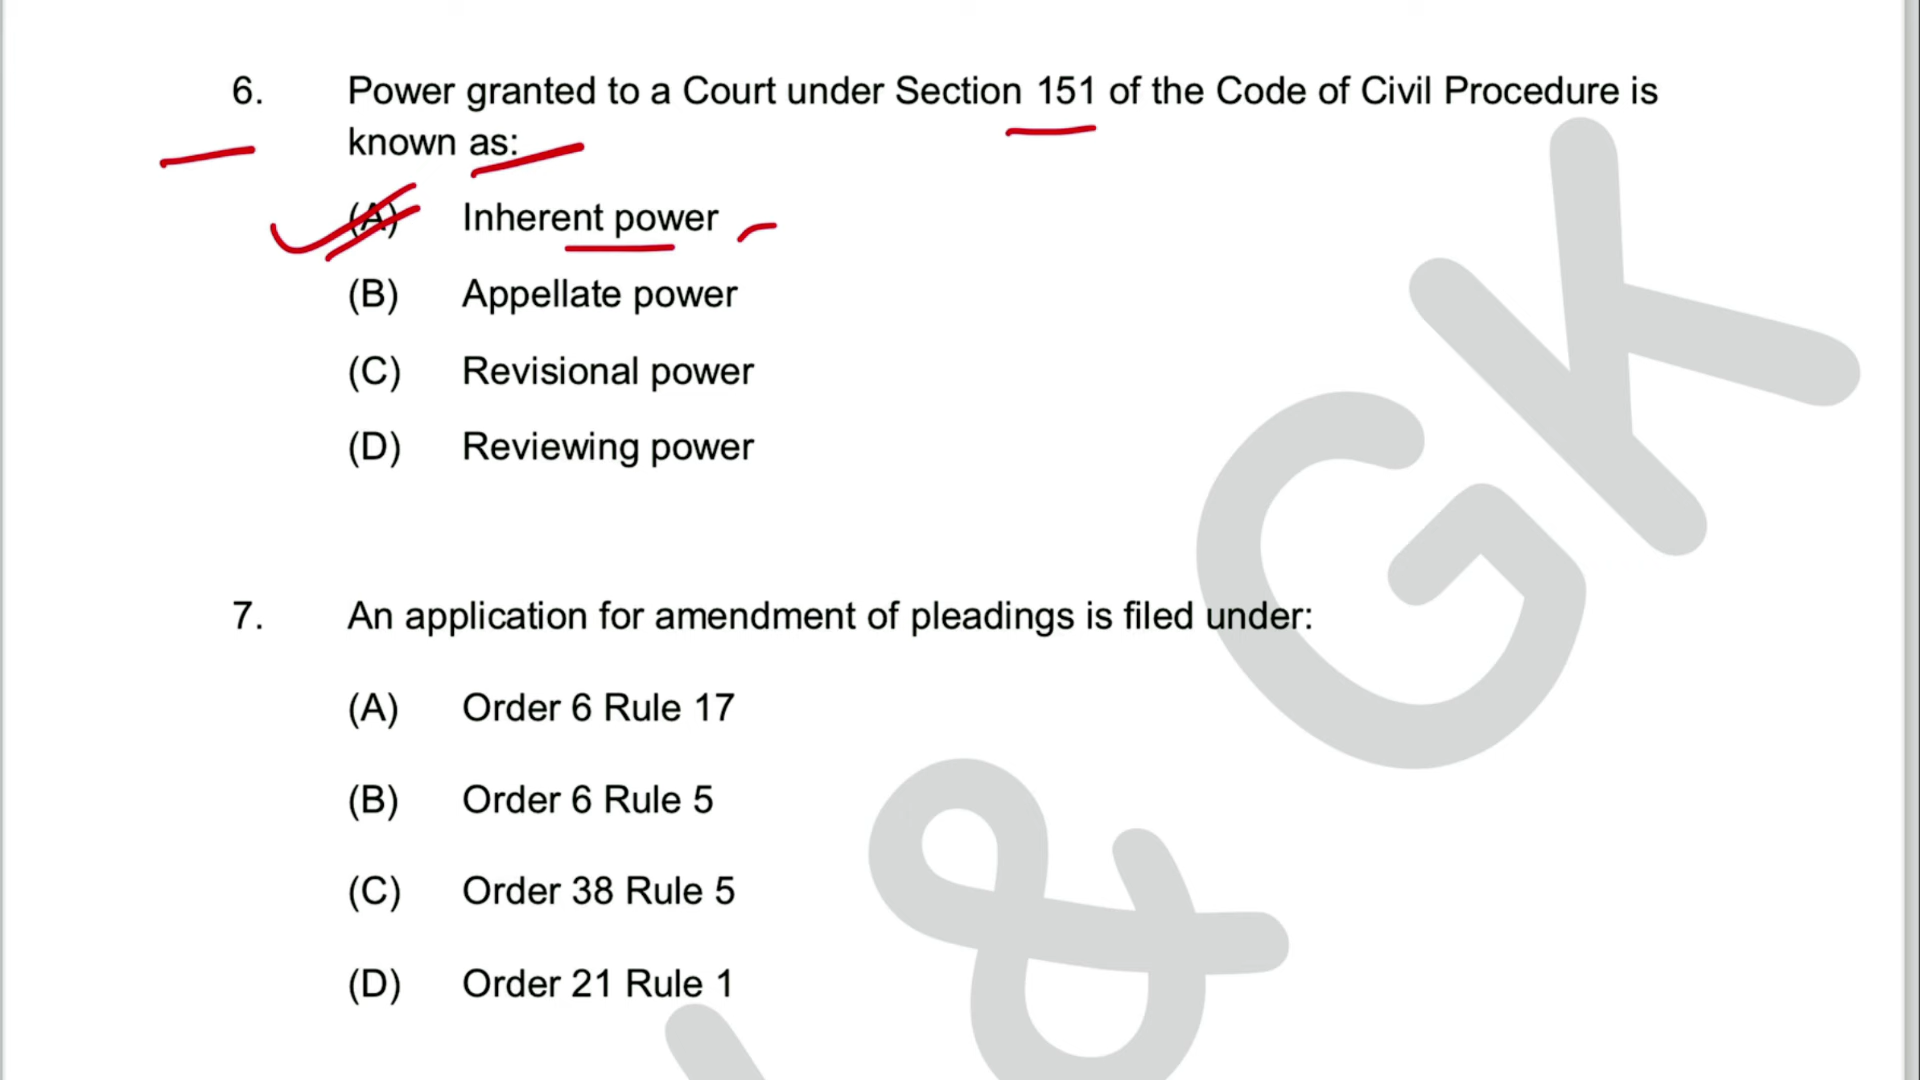 6. Power granted to a Court under Section 151 of the Code of Civil Procedure is
known as:
(A) Inherent power
(B) Appellate power
(C) Revisional power
(D) Reviewing power
7. An application for amendment of pleadings is filed under:
(A) Order 6 Rule 17
(B) Order 6 Rule 5
(C) Order 38 Rule 5
(D) Order 21 Rule 1
& GK